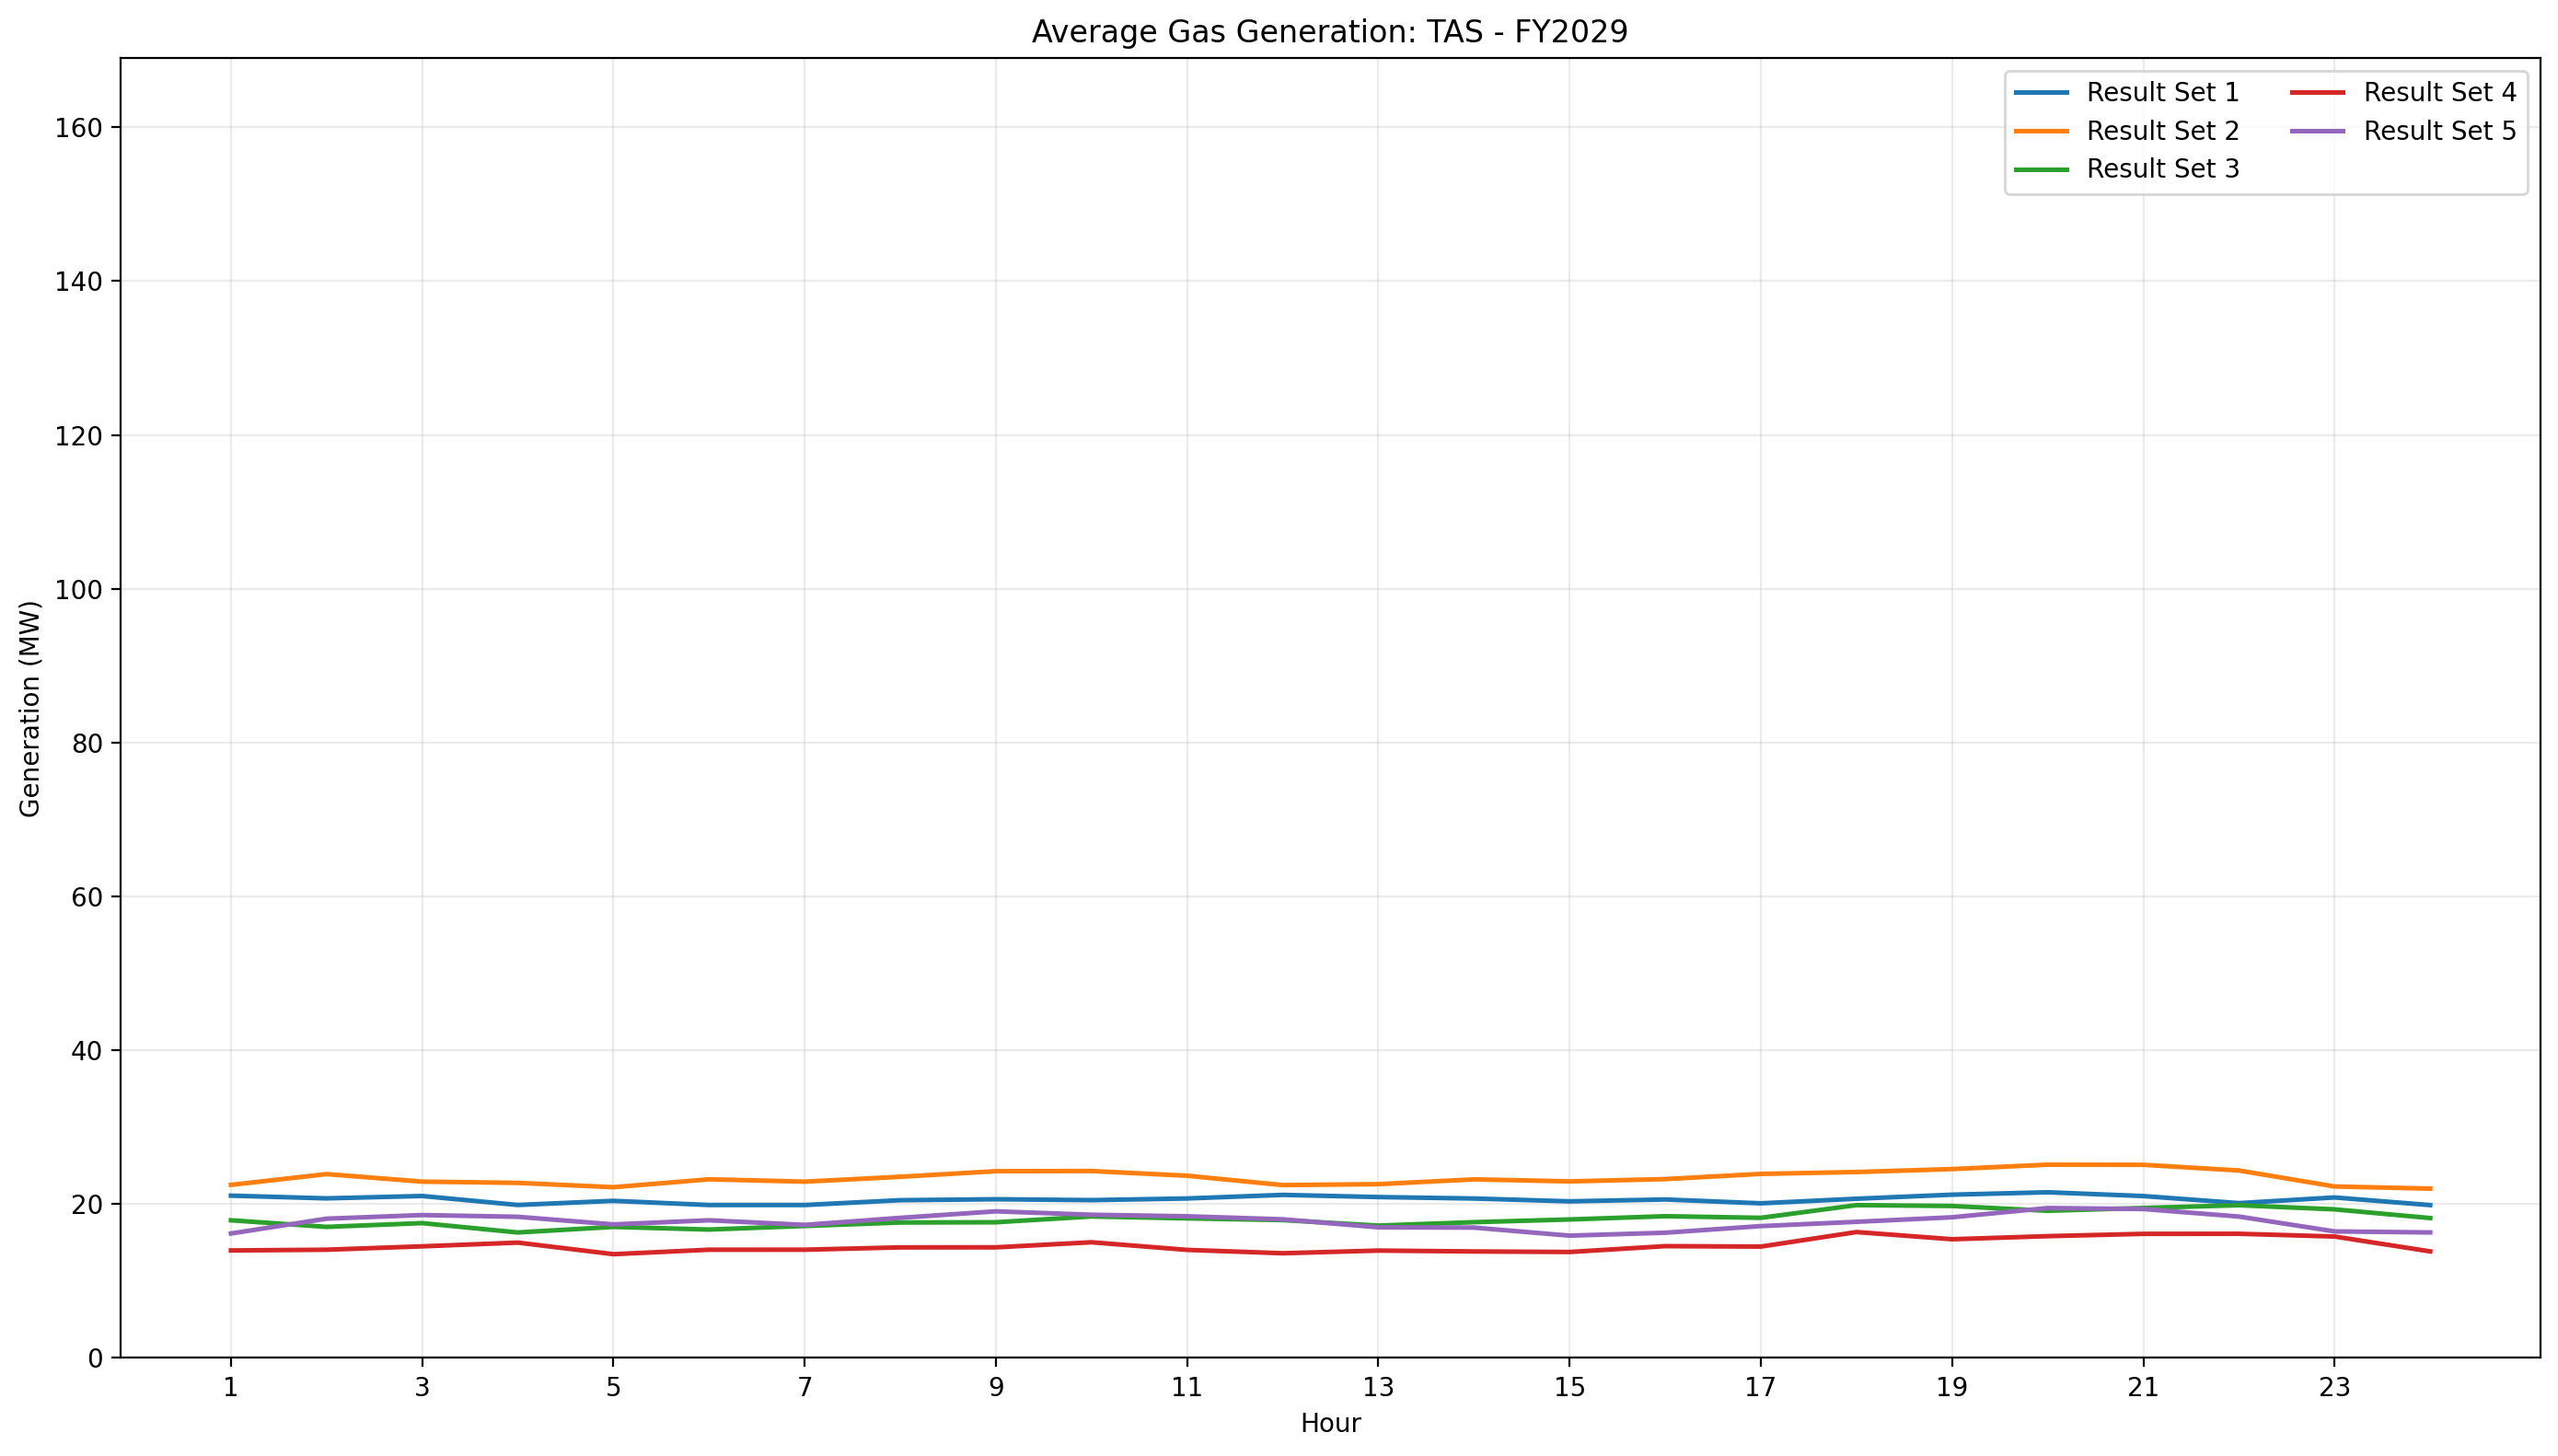 Average Gas Generation: TAS - FY2029
Result Set 1
Result Set 2
Result Set 3
Result Set 4
Result Set 5
Generation (MW)
160
140
120
100
80
60
40
20
0
1 3 5 7 9 11 13 15 17 19 21 23
Hour